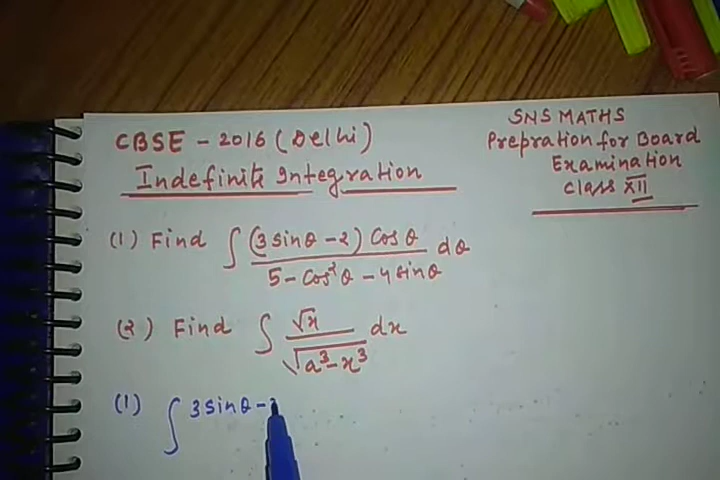 CBSE - 2016 (Delhi)
Indefinite Integration
SNS MATHS
Prepration for Board
Examination
Class XII
(1) Find ∫ (3 sinθ - 2) cosθ / 5 - cos²θ - 4 sinθ dθ
(2) Find ∫ √x / √a³ - x³ dx
(1) ∫ 3 sinθ -